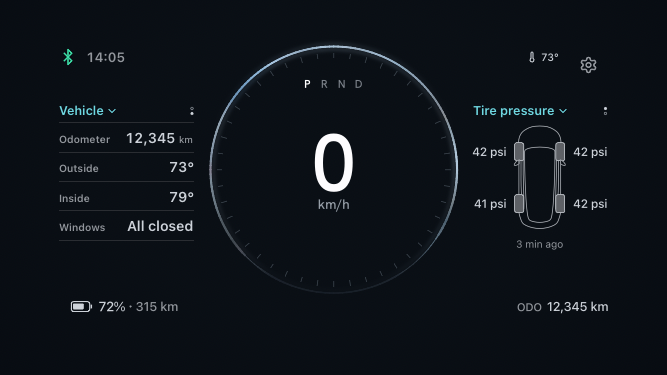 14:05
73°
P R N D
Vehicle
Odometer 12,345 km
Outside 73°
Inside 79°
Windows All closed
0
km/h
Tire pressure
42 psi 42 psi
41 psi 42 psi
3 min ago
72% · 315 km
ODO 12,345 km